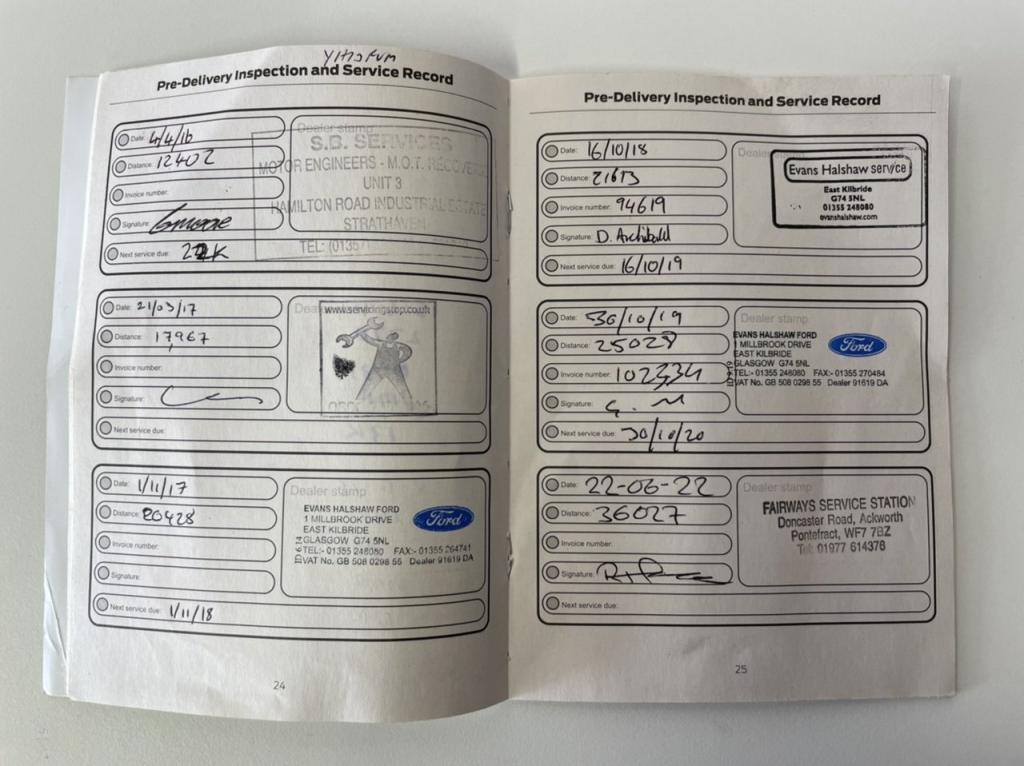 Pre-Delivery Inspection and Service Record
Date: 4/4/16
Distance: 12402
Invoice number:
Signature:
Next service due:
Dealer stamp
S.B. SERVICES
MOTOR ENGINEERS - M.O.T. RECOVERY
UNIT 3
HAMILTON ROAD INDUSTRIAL ESTATE
STRATHAVEN
TEL: (0135
Date: 21/03/17
Distance: 17967
Invoice number:
Signature:
Next service due:
www.servicingstop.co.uk
Date: 1/11/17
Distance: 20428
Invoice number:
Signature:
Next service due: 1/11/18
Dealer stamp
EVANS HALSHAW FORD
1 MILLBROOK DRIVE
EAST KILBRIDE
GLASGOW G74 5NL
TEL:- 01355 248080 FAX:- 01355 264741
VAT No. GB 508 0298 55 Dealer 91619 DA
Ford
24
Pre-Delivery Inspection and Service Record
Date: 16/10/18
Distance:
Invoice number: 94619
Signature: D. Archibald
Next service due: 16/10/19
Evans Halshaw service
East Kilbride
G74 5NL
01355 248080
evanshalshaw.com
Date: 30/10/19
Distance: 25028
Invoice number: 102334
Signature:
Next service due: 30/10/20
Dealer stamp
EVANS HALSHAW FORD
1 MILLBROOK DRIVE
EAST KILBRIDE
GLASGOW G74 5NL
TEL:- 01355 248080 FAX:- 01355 270484
VAT No. GB 508 0298 55 Dealer 91619 DA
Ford
Date: 22-06-22
Distance: 36027
Invoice number:
Signature:
Next service due:
Dealer stamp
FAIRWAYS SERVICE STATION
Doncaster Road, Ackworth
Pontefract, WF7 7BZ
Tel: 01977 614376
25